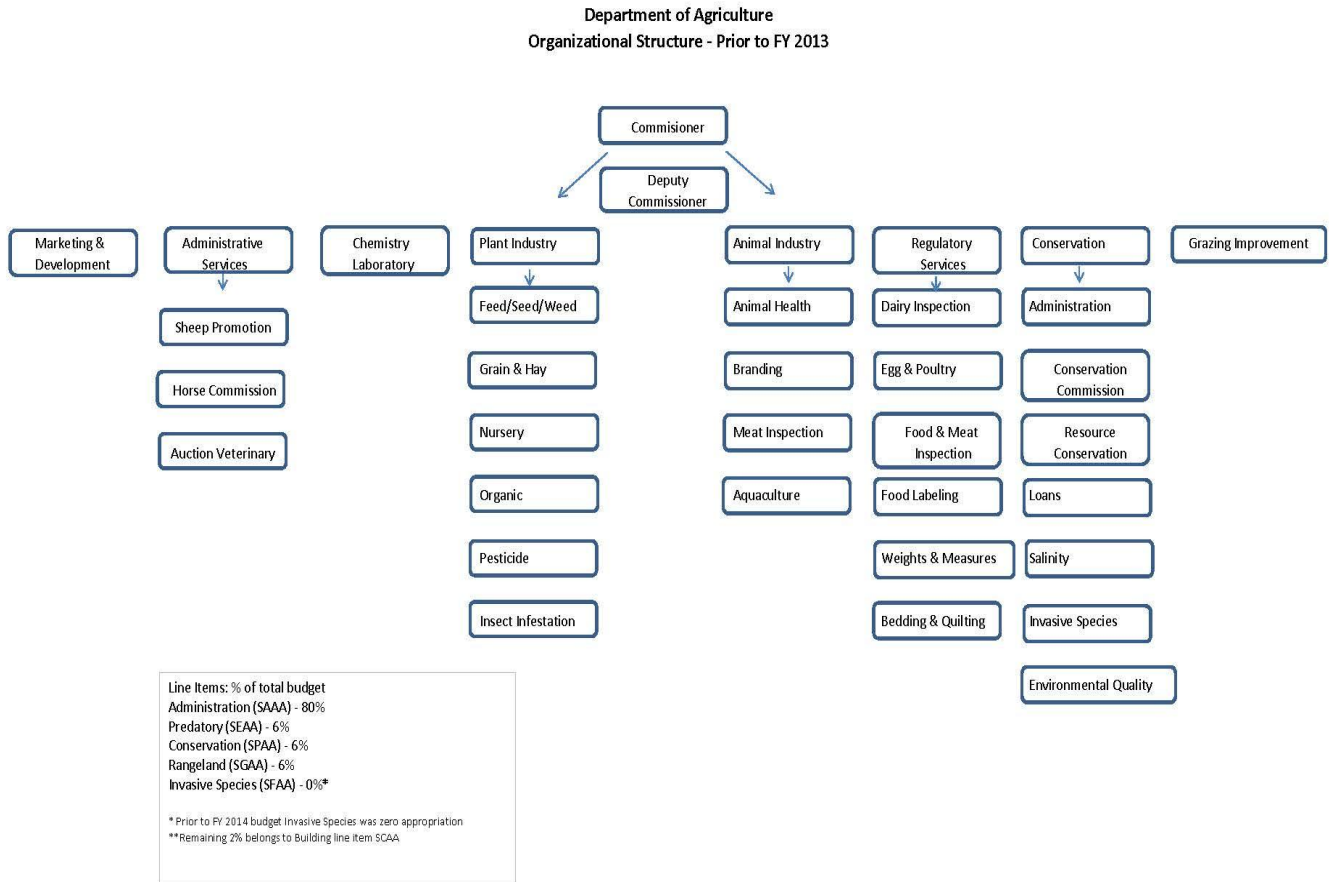 Department of Agriculture
Organizational Structure - Prior to FY 2013
Commisioner
Deputy
Commissioner
Marketing &
Development
Administrative
Services
Chemistry
Laboratory
Plant Industry
Animal Industry
Regulatory
Services
Conservation
Grazing Improvement
Sheep Promotion
Horse Commission
Auction Veterinary
Feed/Seed/Weed
Grain & Hay
Nursery
Organic
Pesticide
Insect Infestation
Animal Health
Branding
Meat Inspection
Aquaculture
Dairy Inspection
Egg & Poultry
Food & Meat
Inspection
Food Labeling
Weights & Measures
Bedding & Quilting
Administration
Conservation
Commission
Resource
Conservation
Loans
Salinity
Invasive Species
Environmental Quality
Line Items: % of total budget
Administration (SAAA) - 80%
Predatory (SEAA) - 6%
Conservation (SPAA) - 6%
Rangeland (SGAA) - 6%
Invasive Species (SFAA) - 0%*
* Prior to FY 2014 budget Invasive Species was zero appropriation
**Remaining 2% belongs to Building line item SCAA